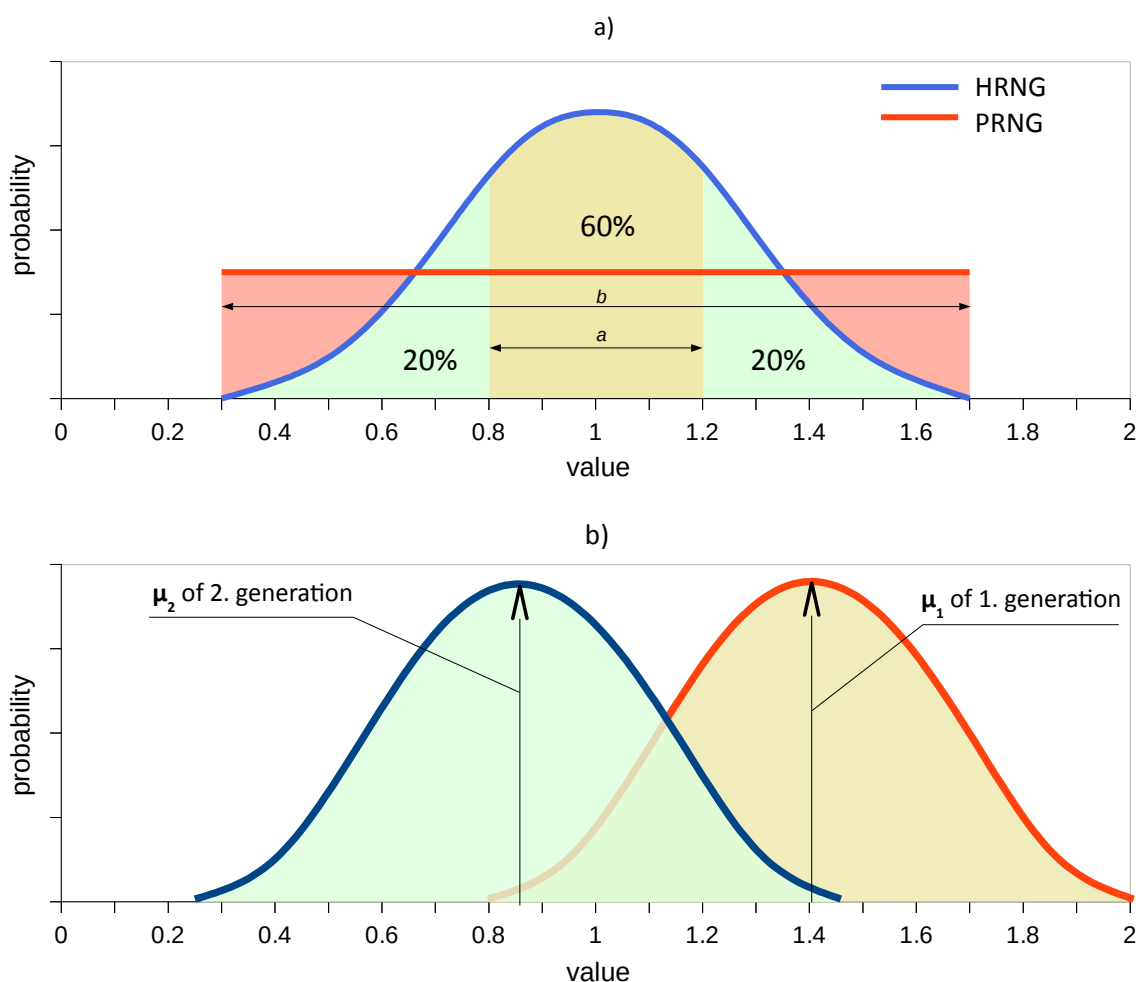 a)
HRNG
PRNG
probability
60%
b
a
20%
20%
0
0.2
0.4
0.6
0.8
1
1.2
1.4
1.6
1.8
2
value
b)
μ2 of 2. generation
μ1 of 1. generation
probability
0
0.2
0.4
0.6
0.8
1
1.2
1.4
1.6
1.8
2
value